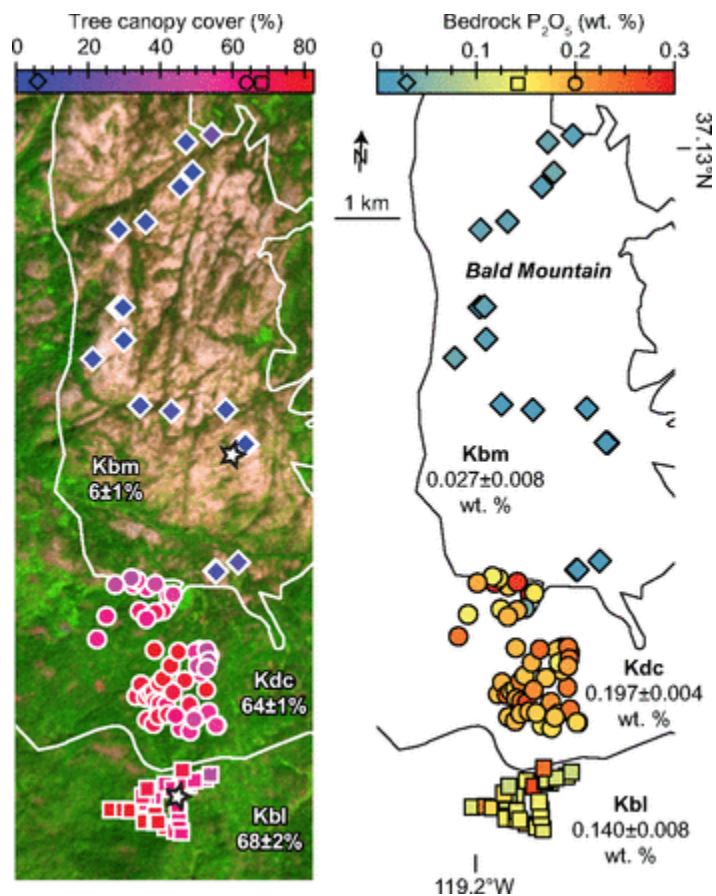 Tree canopy cover (%)
0 20 40 60 80
Bedrock P₂O₅ (wt. %)
0 0.1 0.2 0.3
N
1 km
37.13°N
Bald Mountain
Kbm
6±1%
Kbm
0.027±0.008
wt. %
Kdc
64±1%
Kdc
0.197±0.004
wt. %
Kbl
68±2%
Kbl
0.140±0.008
wt. %
119.2°W